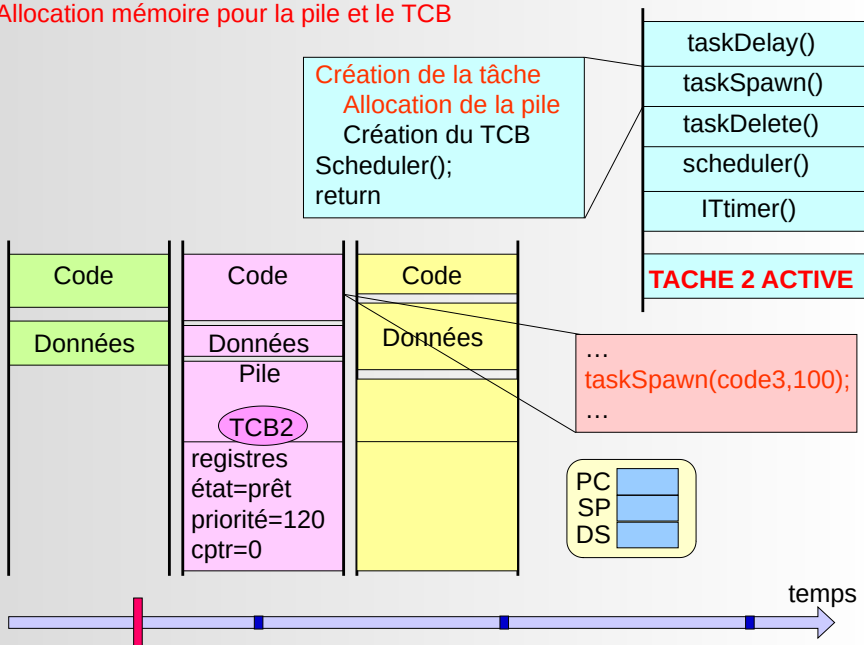 Allocation mémoire pour la pile et le TCB
Création de la tâche
Allocation de la pile
Création du TCB
Scheduler();
return
taskDelay()
taskSpawn()
taskDelete()
scheduler()
ITtimer()
TACHE 2 ACTIVE
Code
Données
Code
Données
Pile
TCB2
registres
état=prêt
priorité=120
cptr=0
Code
Données
...
taskSpawn(code3,100);
...
PC
SP
DS
temps